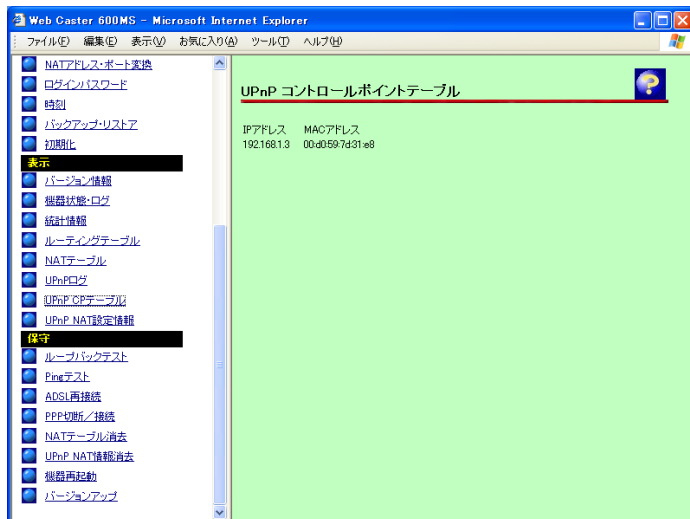 Web Caster 600MS - Microsoft Internet Explorer
ファイル(F) 編集(E) 表示(V) お気に入り(A) ツール(T) ヘルプ(H)
NATアドレス・ポート変換
ログインパスワード
時刻
バックアップ・リストア
初期化
表示
バージョン情報
機器状態・ログ
統計情報
ルーティングテーブル
NATテーブル
UPnPログ
UPnP CPテーブル
UPnP NAT設定情報
保守
ループバックテスト
Pingテスト
ADSL再接続
PPP切断／接続
NATテーブル消去
UPnP NAT情報消去
機器再起動
バージョンアップ
UPnP コントロールポイントテーブル
?
IPアドレス MACアドレス
192.168.1.3 00:d0:59:7d:31:e8